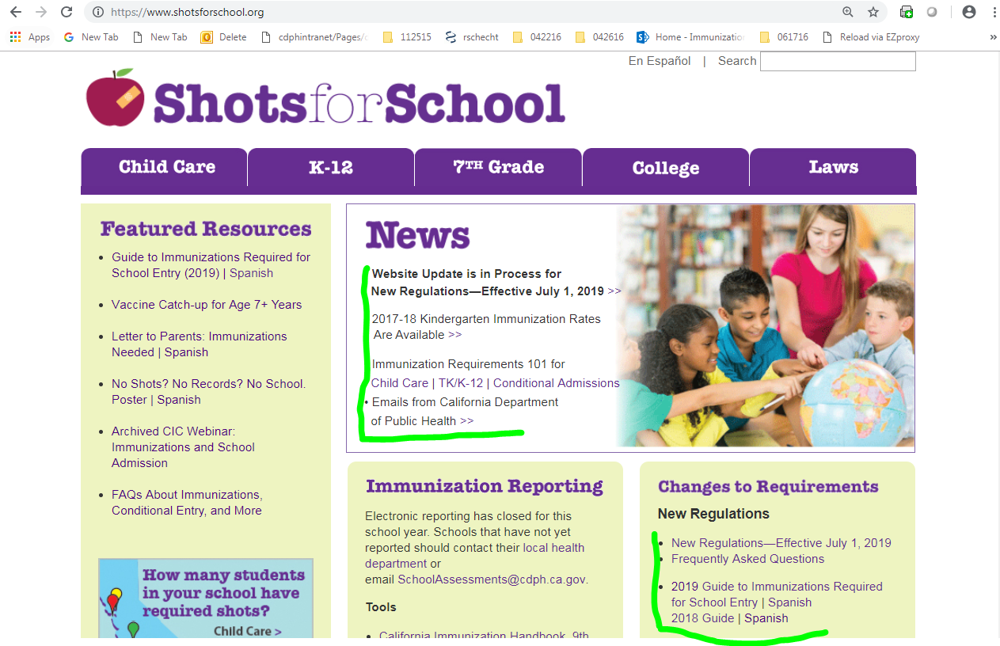 https://www.shotsforschool.org
Apps
New Tab
New Tab
Delete
cdphintranet/Pages/
112515
rschecht
042216
042616
Home - Immunizatio
061716
Reload via EZproxy
»
En Español | Search
ShotsforSchool
Child Care
K-12
7TH Grade
College
Laws
Featured Resources
• Guide to Immunizations Required for
School Entry (2019) | Spanish
• Vaccine Catch-up for Age 7+ Years
• Letter to Parents: Immunizations
Needed | Spanish
• No Shots? No Records? No School.
Poster | Spanish
• Archived CIC Webinar:
Immunizations and School
Admission
• FAQs About Immunizations,
Conditional Entry, and More
How many students
in your school have
required shots?
Child Care >
News
Website Update is in Process for
New Regulations—Effective July 1, 2019 >>
2017-18 Kindergarten Immunization Rates
Are Available >>
Immunization Requirements 101 for
Child Care | TK/K-12 | Conditional Admissions
• Emails from California Department
of Public Health >>
Immunization Reporting
Electronic reporting has closed for this
school year. Schools that have not yet
reported should contact their local health
department or
email SchoolAssessments@cdph.ca.gov.
Tools
• California Immunization Handbook, 9th
Changes to Requirements
New Regulations
• New Regulations—Effective July 1, 2019
• Frequently Asked Questions
• 2019 Guide to Immunizations Required
for School Entry | Spanish
2018 Guide | Spanish